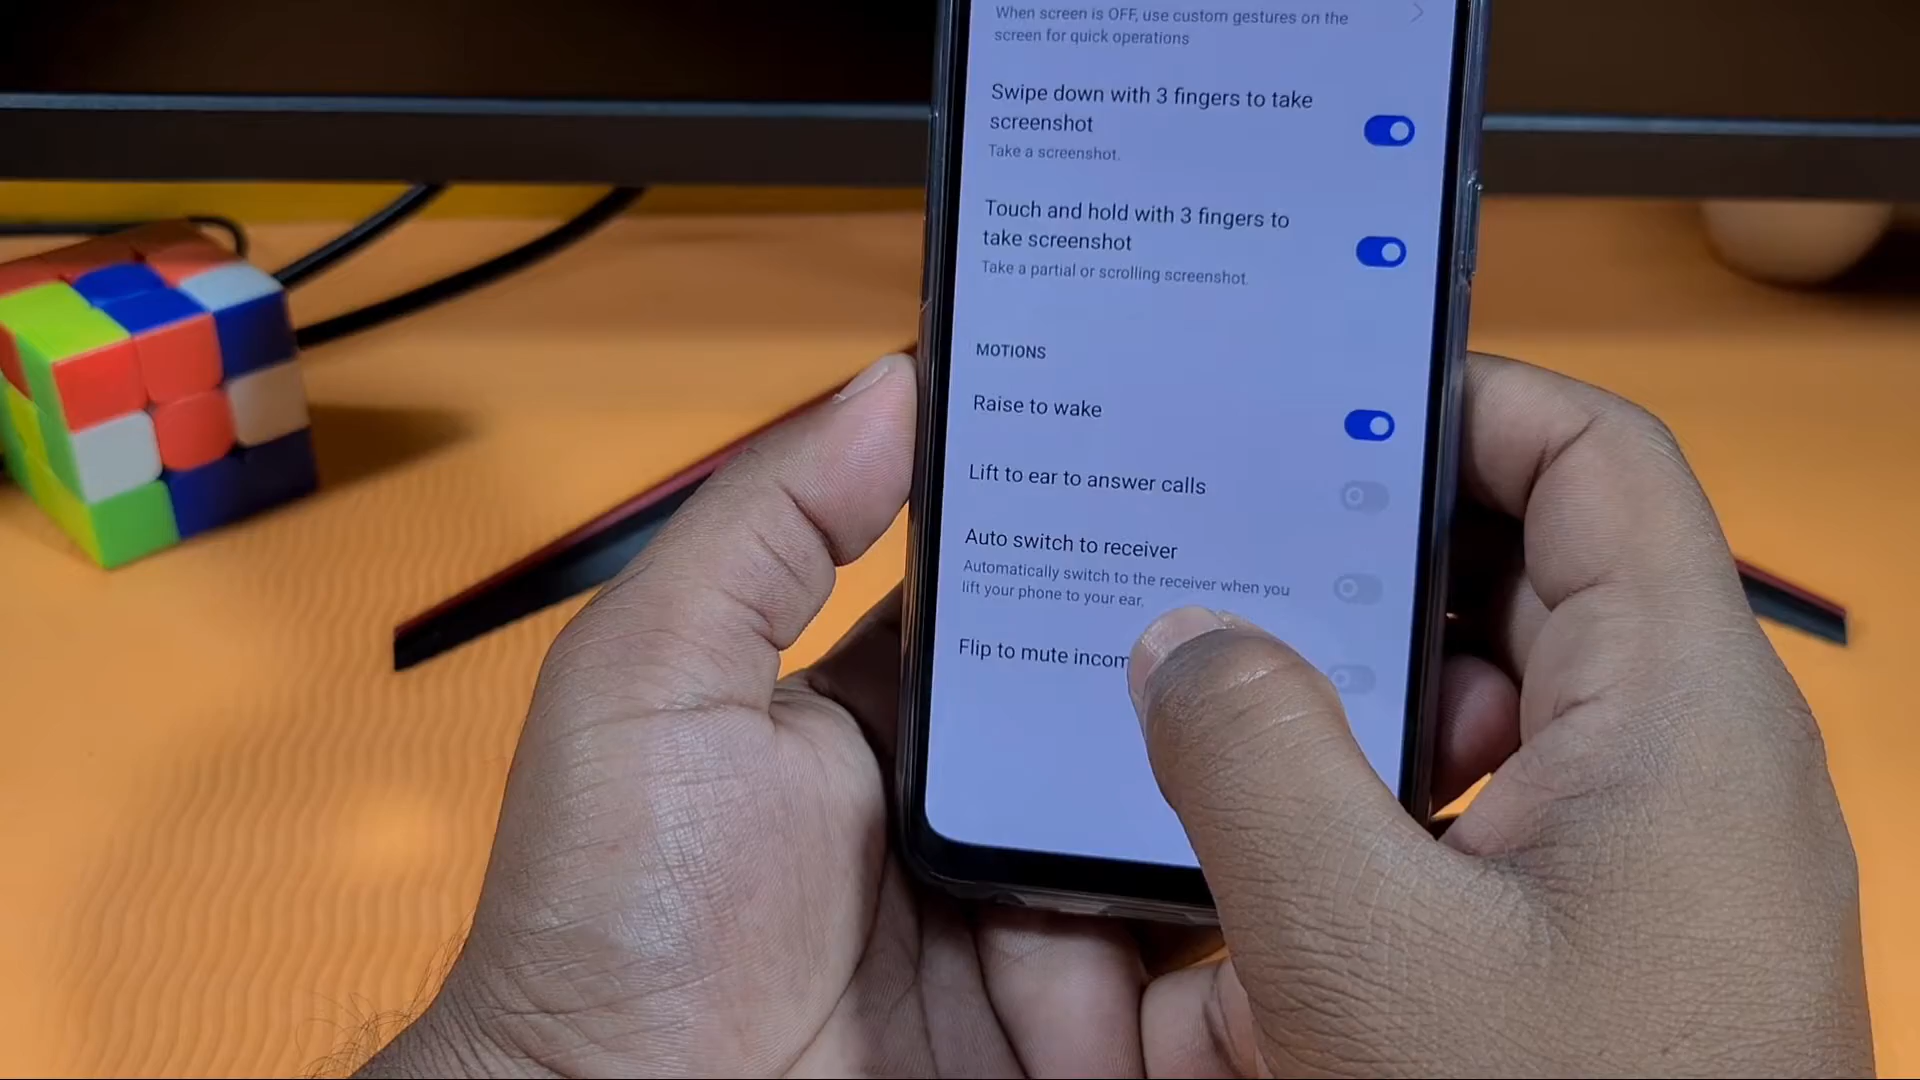 When screen is OFF, use custom gestures on the
screen for quick operations
Swipe down with 3 fingers to take
screenshot
Take a screenshot.
Touch and hold with 3 fingers to
take screenshot
Take a partial or scrolling screenshot.
MOTIONS
Raise to wake
Lift to ear to answer calls
Auto switch to receiver
Automatically switch to the receiver when you
lift your phone to your ear.
Flip to mute incom